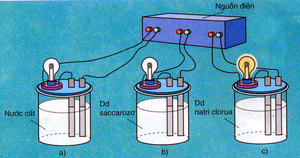 Nguồn điện
Nước cất
Dd
saccarozơ
Dd
natri clorua
a)
b)
c)